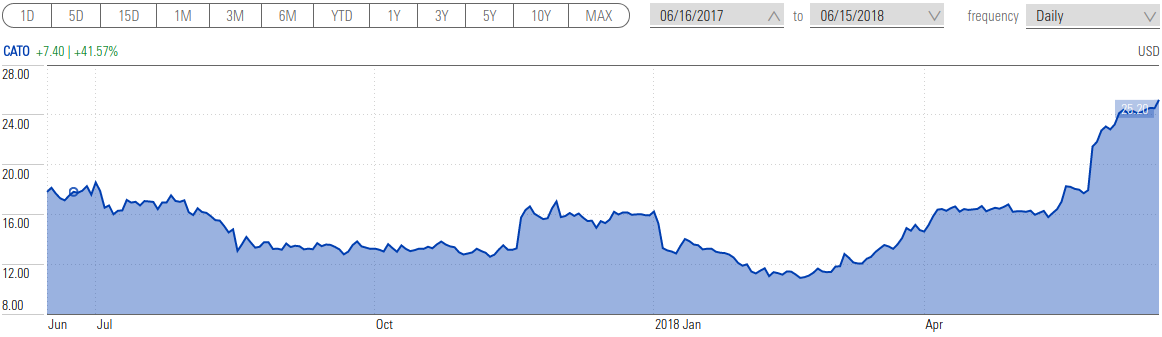 1D 5D 15D 1M 3M 6M YTD 1Y 3Y 5Y 10Y MAX 06/16/2017 to 06/15/2018 frequency Daily
CATO +7.40 | +41.57% USD
28.00
25.20
24.00
20.00
16.00
12.00
8.00
Jun Jul Oct 2018 Jan Apr